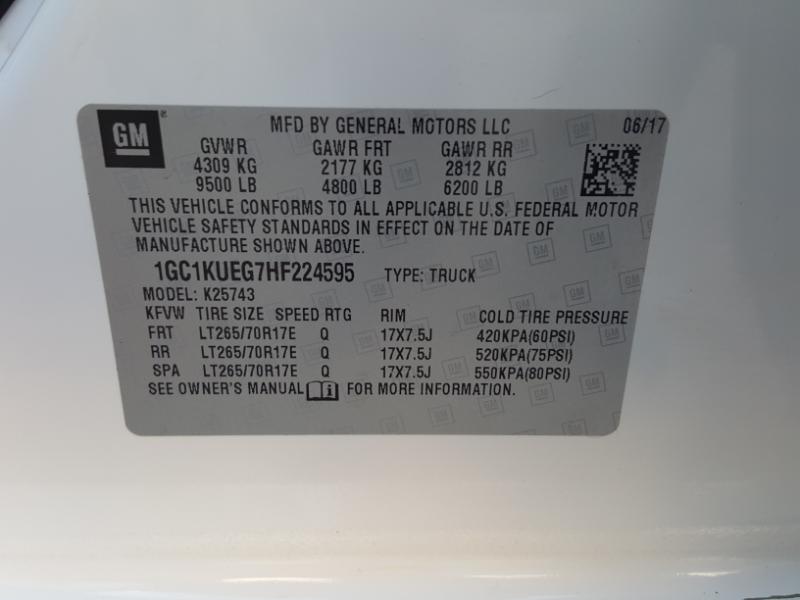 GM
MFD BY GENERAL MOTORS LLC 06/17
GVWR GAWR FRT GAWR RR
4309 KG 2177 KG 2812 KG
9500 LB 4800 LB 6200 LB
THIS VEHICLE CONFORMS TO ALL APPLICABLE U.S. FEDERAL MOTOR
VEHICLE SAFETY STANDARDS IN EFFECT ON THE DATE OF
MANUFACTURE SHOWN ABOVE.
1GC1KUEG7HF224595 TYPE: TRUCK
MODEL: K25743
KFVW TIRE SIZE SPEED RTG RIM COLD TIRE PRESSURE
FRT LT265/70R17E Q 17X7.5J 420KPA(60PSI)
RR LT265/70R17E Q 17X7.5J 520KPA(75PSI)
SPA LT265/70R17E Q 17X7.5J 550KPA(80PSI)
SEE OWNER'S MANUAL FOR MORE INFORMATION.